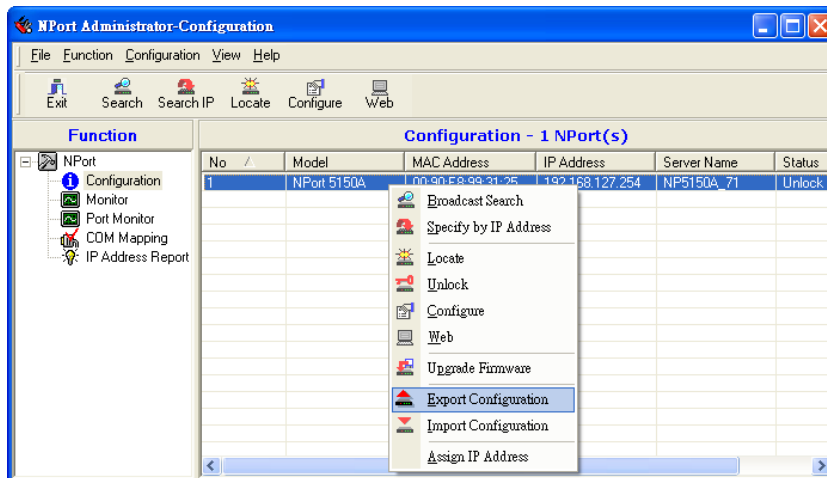 NPort Administrator-Configuration
File Function Configuration View Help
Exit Search Search IP Locate Configure Web
Function
Configuration - 1 NPort(s)
NPort
Configuration
Monitor
Port Monitor
COM Mapping
IP Address Report
No Model MAC Address IP Address Server Name Status
1 NPort 5150A 00:90:E8:99:31:25 192.168.127.254 NP5150A_71 Unlock
Broadcast Search
Specify by IP Address
Locate
Unlock
Configure
Web
Upgrade Firmware
Export Configuration
Import Configuration
Assign IP Address